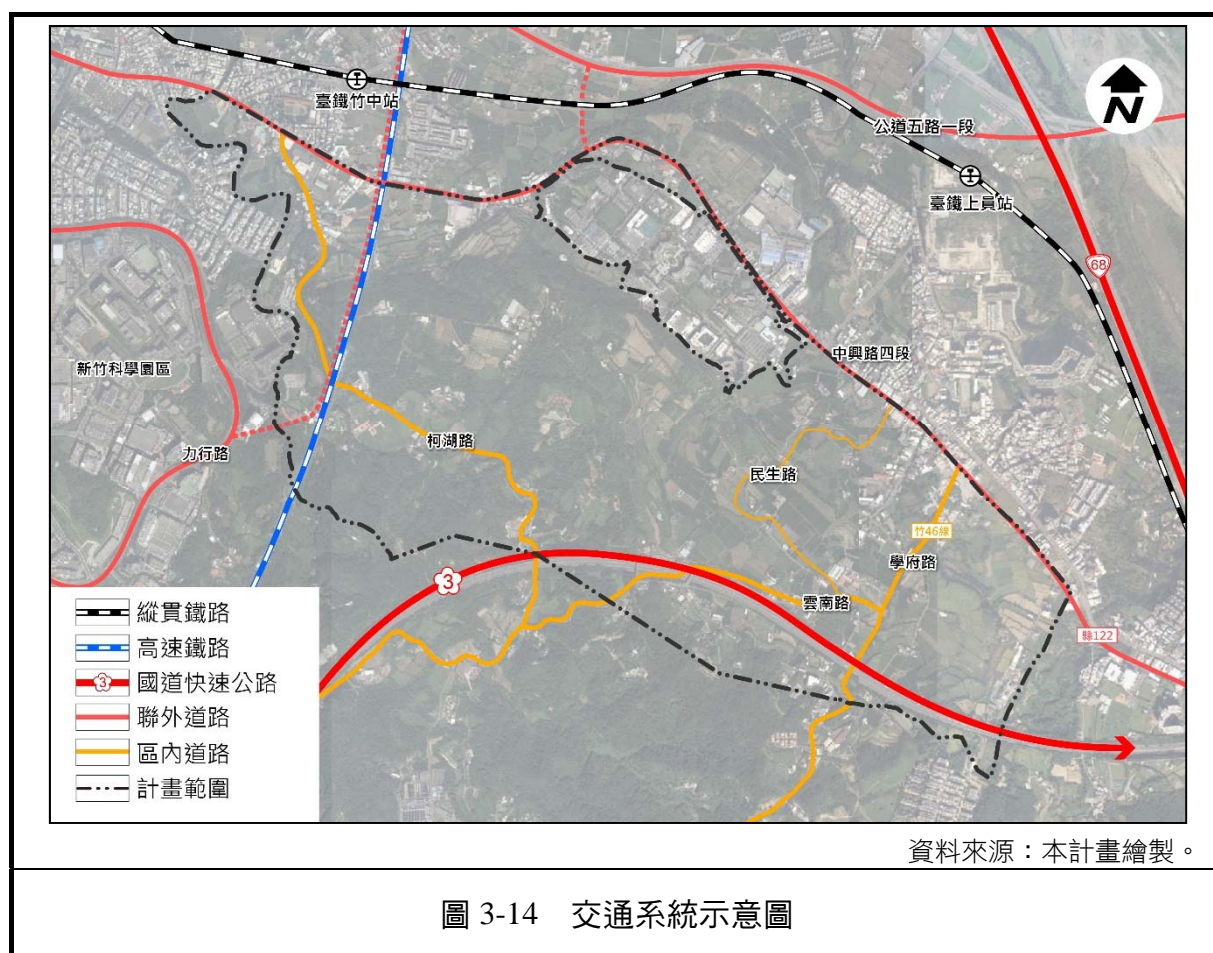 臺鐵竹中站
公道五路一段
臺鐵上員站
68
新竹科學園區
力行路
中興路四段
柯湖路
民生路
竹46線
學府路
雲南路
3
縣122
N
縱貫鐵路
高速鐵路
3 國道快速公路
聯外道路
區內道路
計畫範圍
資料來源：本計畫繪製。
圖 3-14 交通系統示意圖